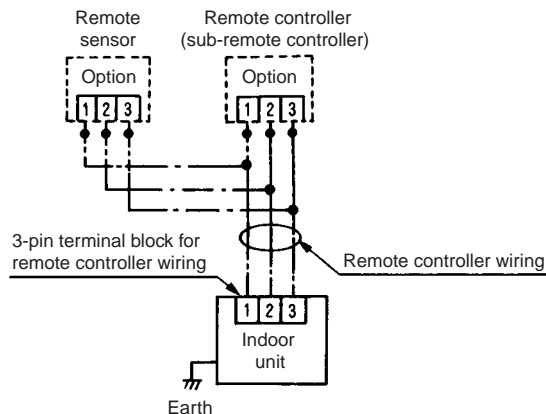 Remote
sensor
Option
1 2 3
Remote controller
(sub-remote controller)
Option
1 2 3
3-pin terminal block for
remote controller wiring
Remote controller wiring
1 2 3
Indoor
unit
Earth